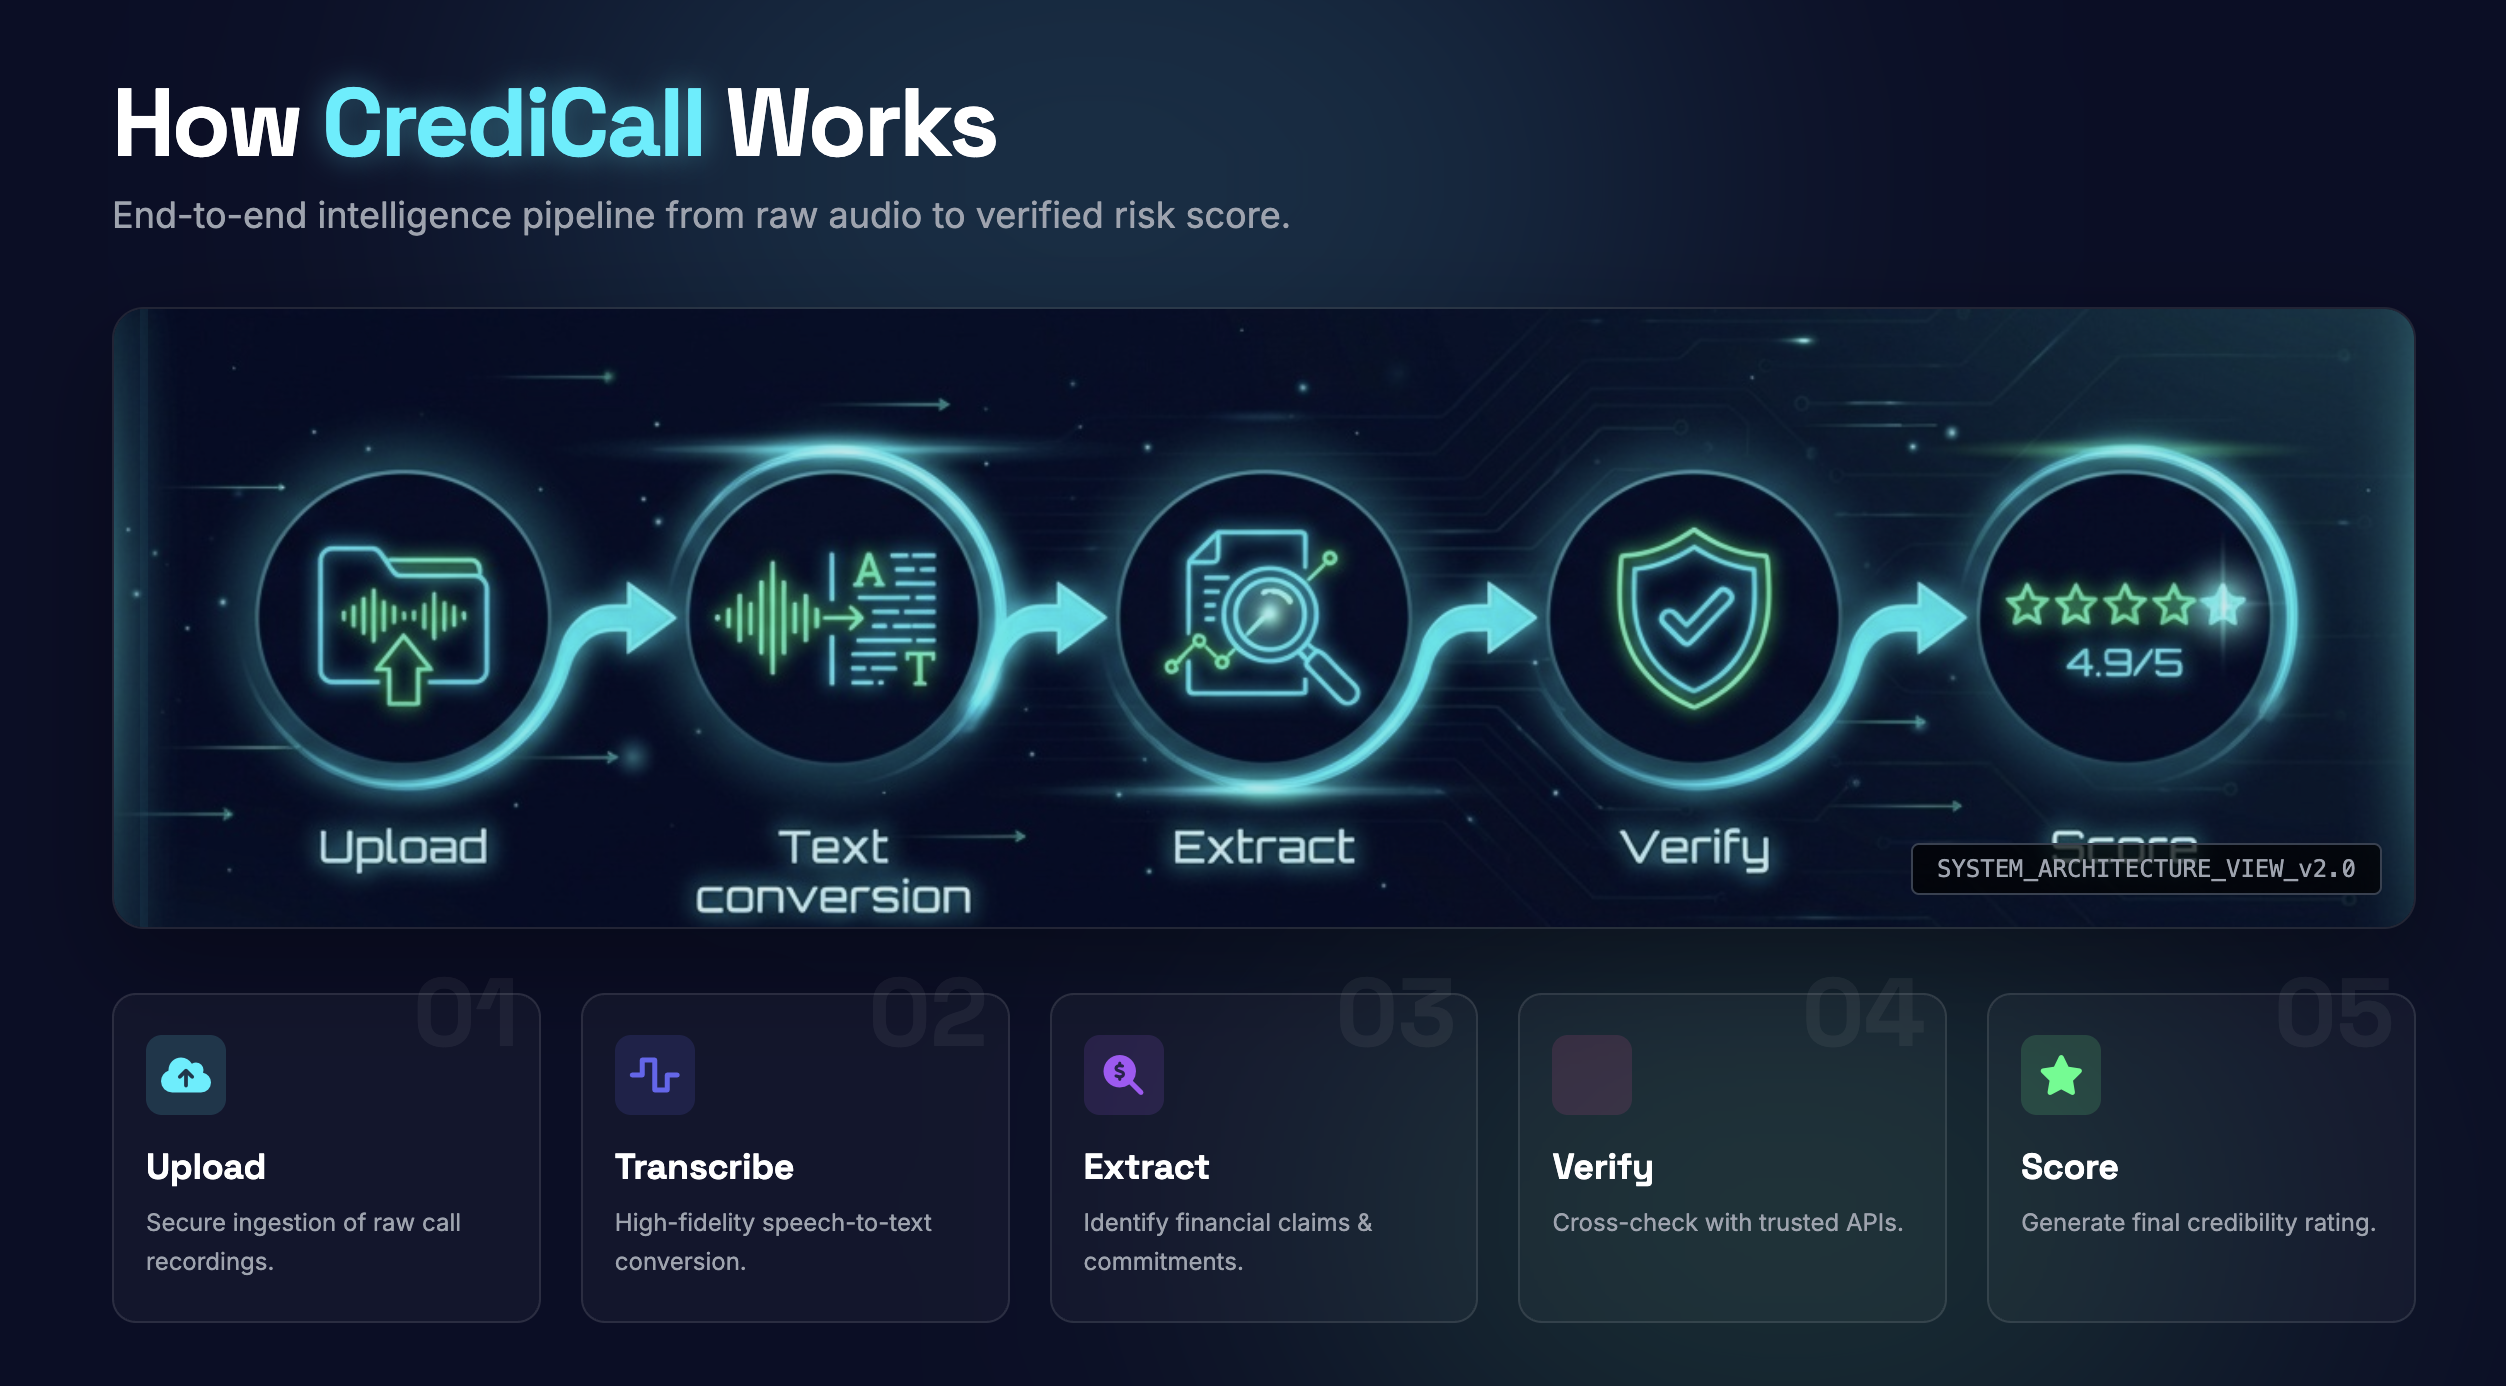 How CrediCall Works
End-to-end intelligence pipeline from raw audio to verified risk score.
A
T
4.9/5
Upload
Text
conversion
Extract
Verify
Score
SYSTEM_ARCHITECTURE_VIEW_v2.0
01
Upload
Secure ingestion of raw call
recordings.
02
Transcribe
High-fidelity speech-to-text
conversion.
03
$
Extract
Identify financial claims &
commitments.
04
Verify
Cross-check with trusted APIs.
05
Score
Generate final credibility rating.